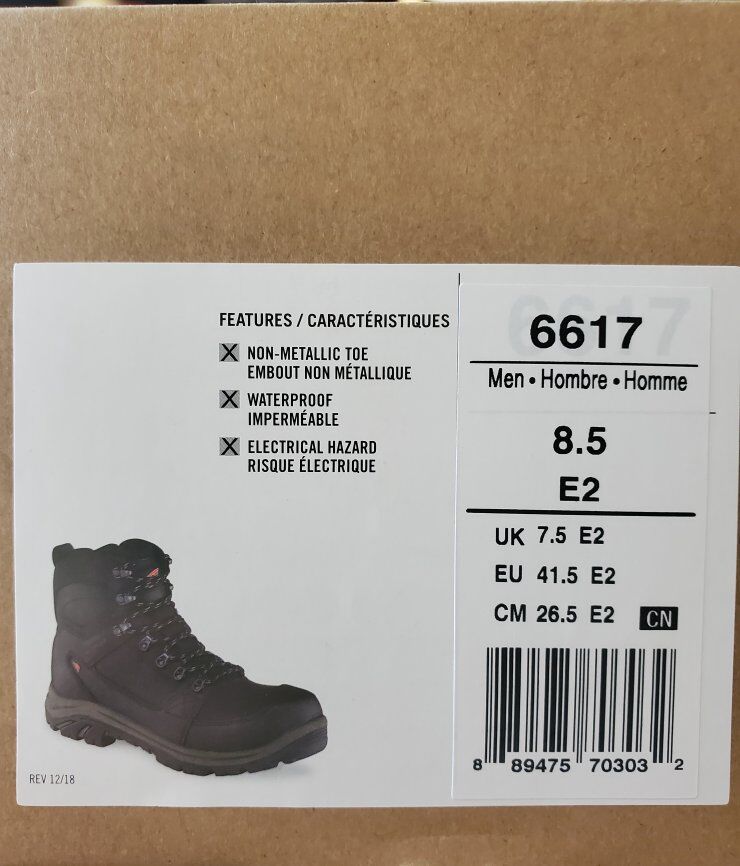 FEATURES / CARACTÉRISTIQUES
NON-METALLIC TOE
EMBOUT NON MÉTALLIQUE
WATERPROOF
IMPERMÉABLE
ELECTRICAL HAZARD
RISQUE ÉLECTRIQUE
REV 12/18
6617
6617
Men • Hombre • Homme
8.5
E2
UK 7.5 E2
EU 41.5 E2
CM 26.5 E2 CN
8 89475 70303 2